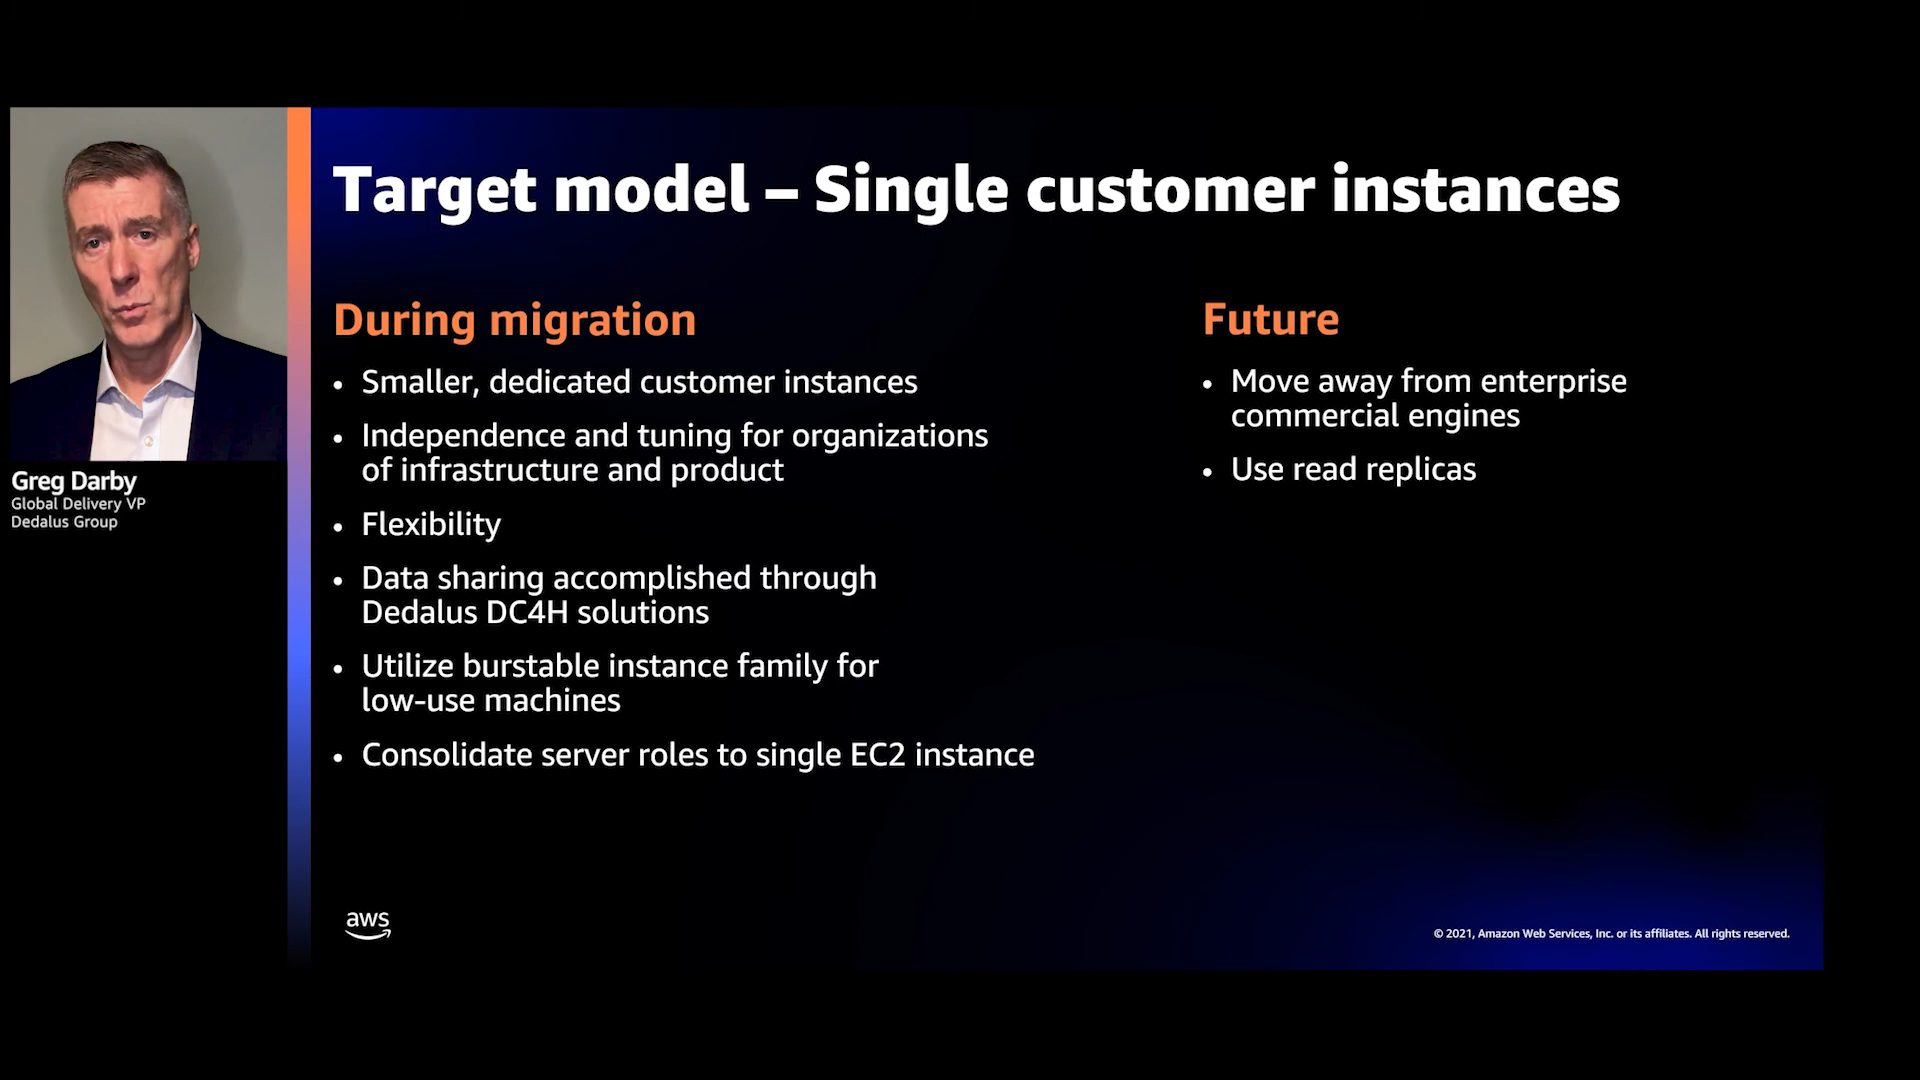 Target model – Single customer instances
During migration
• Smaller, dedicated customer instances
• Independence and tuning for organizations
of infrastructure and product
• Flexibility
• Data sharing accomplished through
Dedalus DC4H solutions
• Utilize burstable instance family for
low-use machines
• Consolidate server roles to single EC2 instance
Future
• Move away from enterprise
commercial engines
• Use read replicas
Greg Darby
Global Delivery VP
Dedalus Group
aws
© 2021, Amazon Web Services, Inc. or its affiliates. All rights reserved.